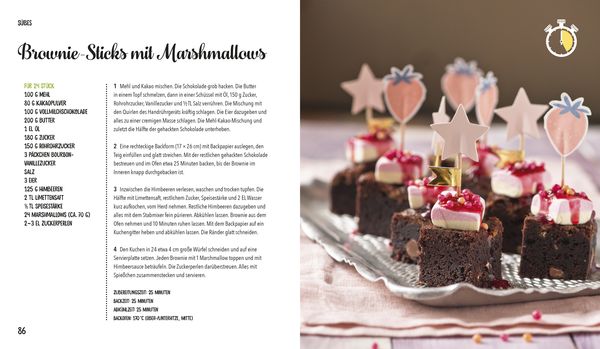 SÜSSES
Brownie-Sticks mit Marshmallows
FÜR 24 STÜCK
100 G MEHL
80 G KAKAOPULVER
100 G VOLLMILCHSCHOKOLADE
200 G BUTTER
1 EL ÖL
180 G ZUCKER
150 G ROHRROHRZUCKER
3 PÄCKCHEN BOURBON-
VANILLEZUCKER
SALZ
3 EIER
125 G HIMBEEREN
2 TL LIMETTENSAFT
½ TL SPEISESTÄRKE
24 MARSHMALLOWS (CA. 70 G)
2–3 EL ZUCKERPERLEN
1 Mehl und Kakao mischen. Die Schokolade grob hacken. Die Butter
in einem Topf schmelzen, dann in einer Schüssel mit Öl, 150 g Zucker,
Rohrohrzucker, Vanillezucker und ½ TL Salz verrühren. Die Mischung mit
den Quirlen des Handrührgeräts kräftig schlagen. Die Eier dazugeben und
alles zu einer cremigen Masse schlagen. Die Mehl-Kakao-Mischung und
zuletzt die Hälfte der gehackten Schokolade unterheben.
2 Eine rechteckige Backform (17 × 26 cm) mit Backpapier auslegen, den
Teig einfüllen und glatt streichen. Mit der restlichen gehackten Schokolade
bestreuen und im Ofen etwa 25 Minuten backen, bis der Brownie im
Inneren knapp durchgebacken ist.
3 Inzwischen die Himbeeren verlesen, waschen und trocken tupfen. Die
Hälfte mit Limettensaft, restlichem Zucker, Speisestärke und 2 EL Wasser
kurz aufkochen, vom Herd nehmen. Restliche Himbeeren dazugeben und
alles mit dem Stabmixer fein pürieren. Abkühlen lassen. Brownie aus dem
Ofen nehmen und 10 Minuten ruhen lassen. Mit dem Backpapier auf ein
Kuchengitter heben und abkühlen lassen. Die Ränder glatt schneiden.
4 Den Kuchen in 24 etwa 4 cm große Würfel schneiden und auf eine
Servierplatte setzen. Jeden Brownie mit 1 Marshmallow toppen und mit
Himbeersauce beträufeln. Die Zuckerperlen darüberstreuen. Alles mit
Spießchen zusammenstecken und servieren.
ZUBEREITUNGSZEIT: 25 MINUTEN
BACKZEIT: 25 MINUTEN
ABKÜHLZEIT: 25 MINUTEN
BACKOFEN: 170 °C (OBER-/UNTERHITZE, MITTE)
86